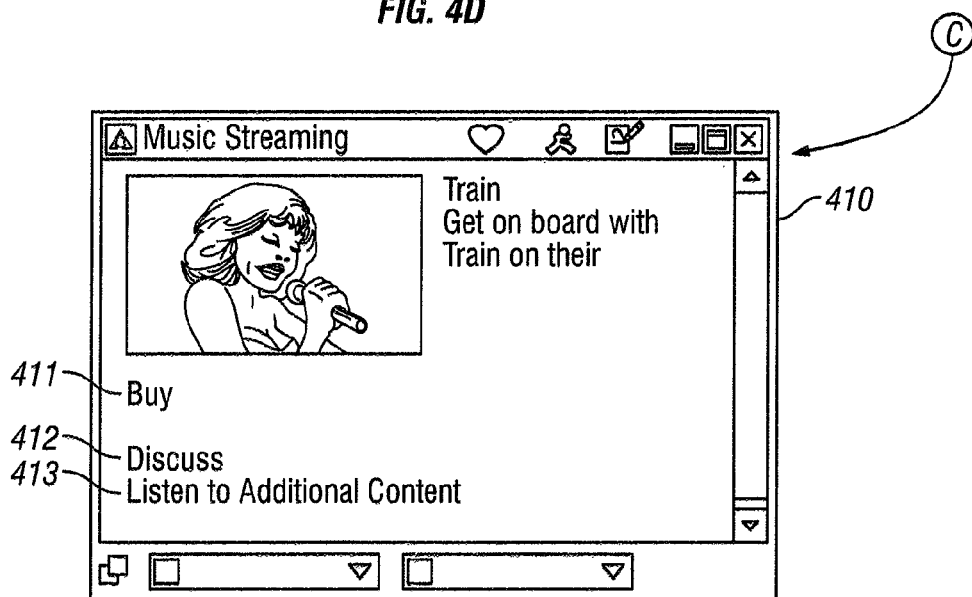 FIG. 4D
C
Music Streaming
Train
Get on board with
Train on their
410
411
Buy
412
Discuss
413
Listen to Additional Content